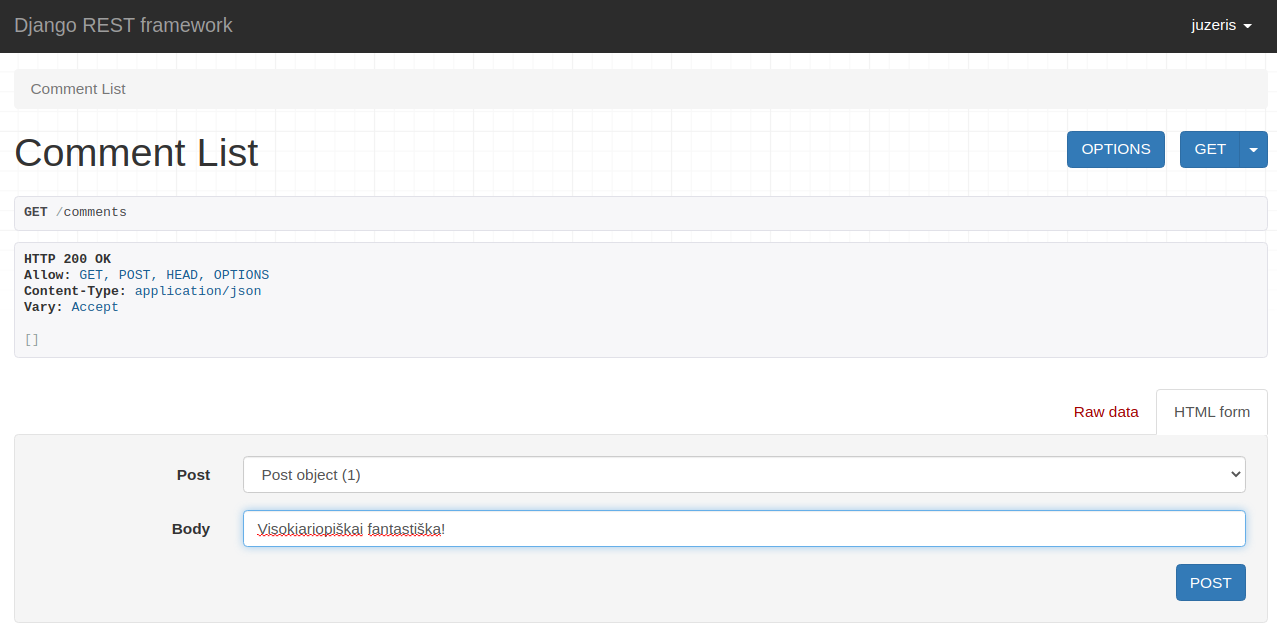 Django REST framework
juzeris
Comment List
Comment List
OPTIONS
GET
GET /comments
HTTP 200 OK
Allow: GET, POST, HEAD, OPTIONS
Content-Type: application/json
Vary: Accept
[]
Raw data
HTML form
Post
Post object (1)
Body
Visokiariopiškai fantastiška!
POST